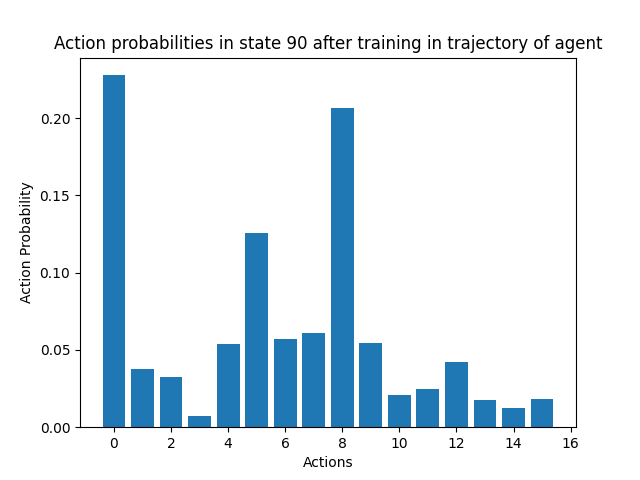 Action probabilities in state 90 after training in trajectory of agent
Action Probability
0.20
0.15
0.10
0.05
0.00
0 2 4 6 8 10 12 14 16
Actions